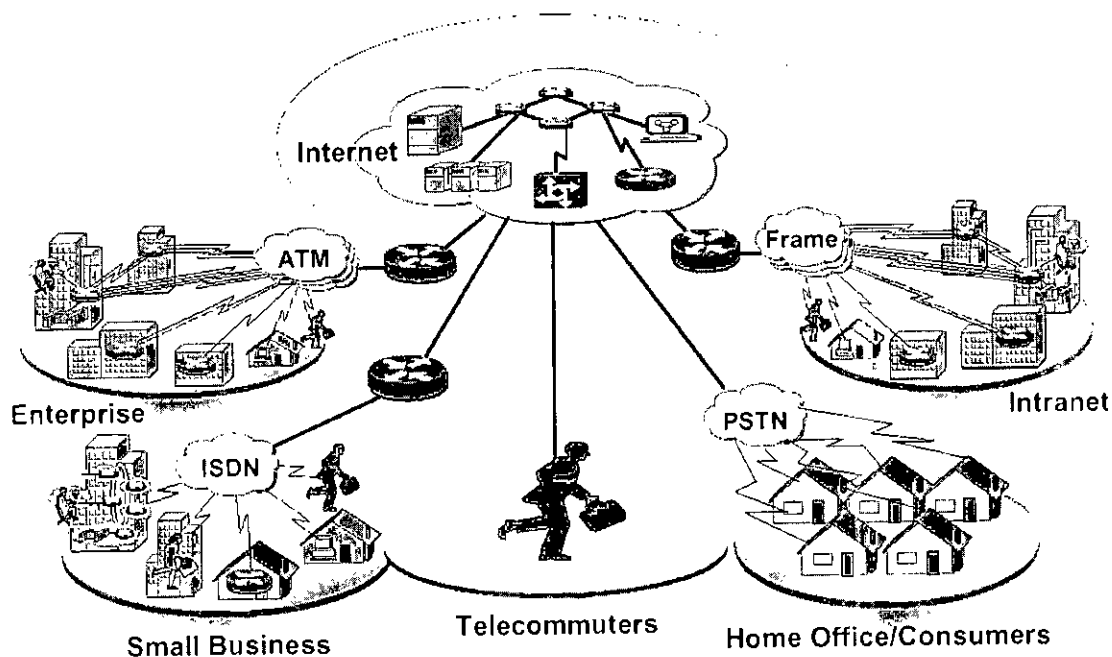 Internet
ATM
Frame
Enterprise
Intranet
PSTN
ISDN
Small Business
Telecommuters
Home Office/Consumers